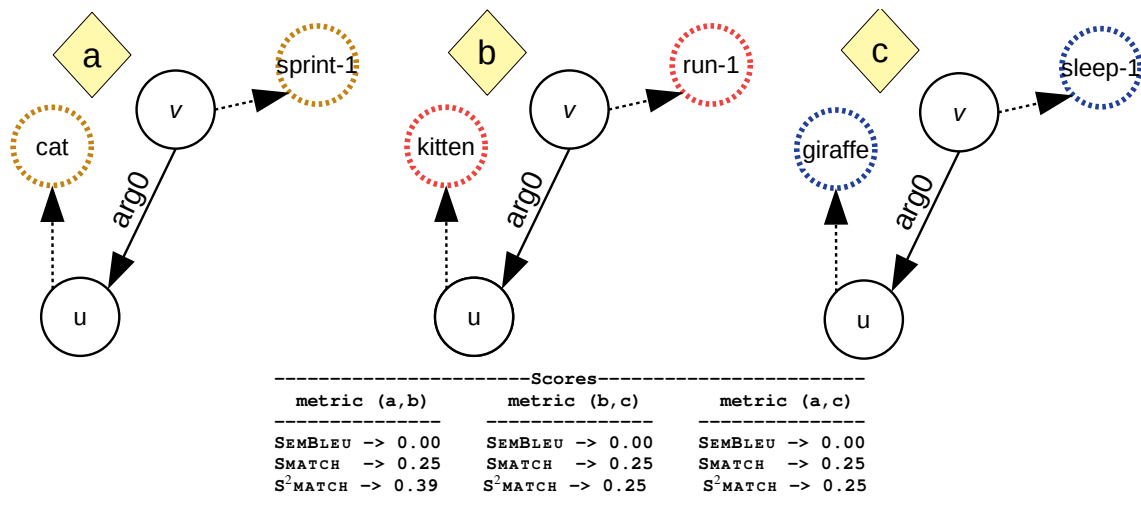 a
v
sprint-1
cat
arg0
u
b
v
run-1
kitten
arg0
u
c
v
sleep-1
giraffe
arg0
u
-----------------------Scores------------------------
metric (a,b) metric (b,c) metric (a,c)
--------------- --------------- ---------------
SEMBLEU -> 0.00 SEMBLEU -> 0.00 SEMBLEU -> 0.00
SMATCH -> 0.25 SMATCH -> 0.25 SMATCH -> 0.25
S²MATCH -> 0.39 S²MATCH -> 0.25 S²MATCH -> 0.25